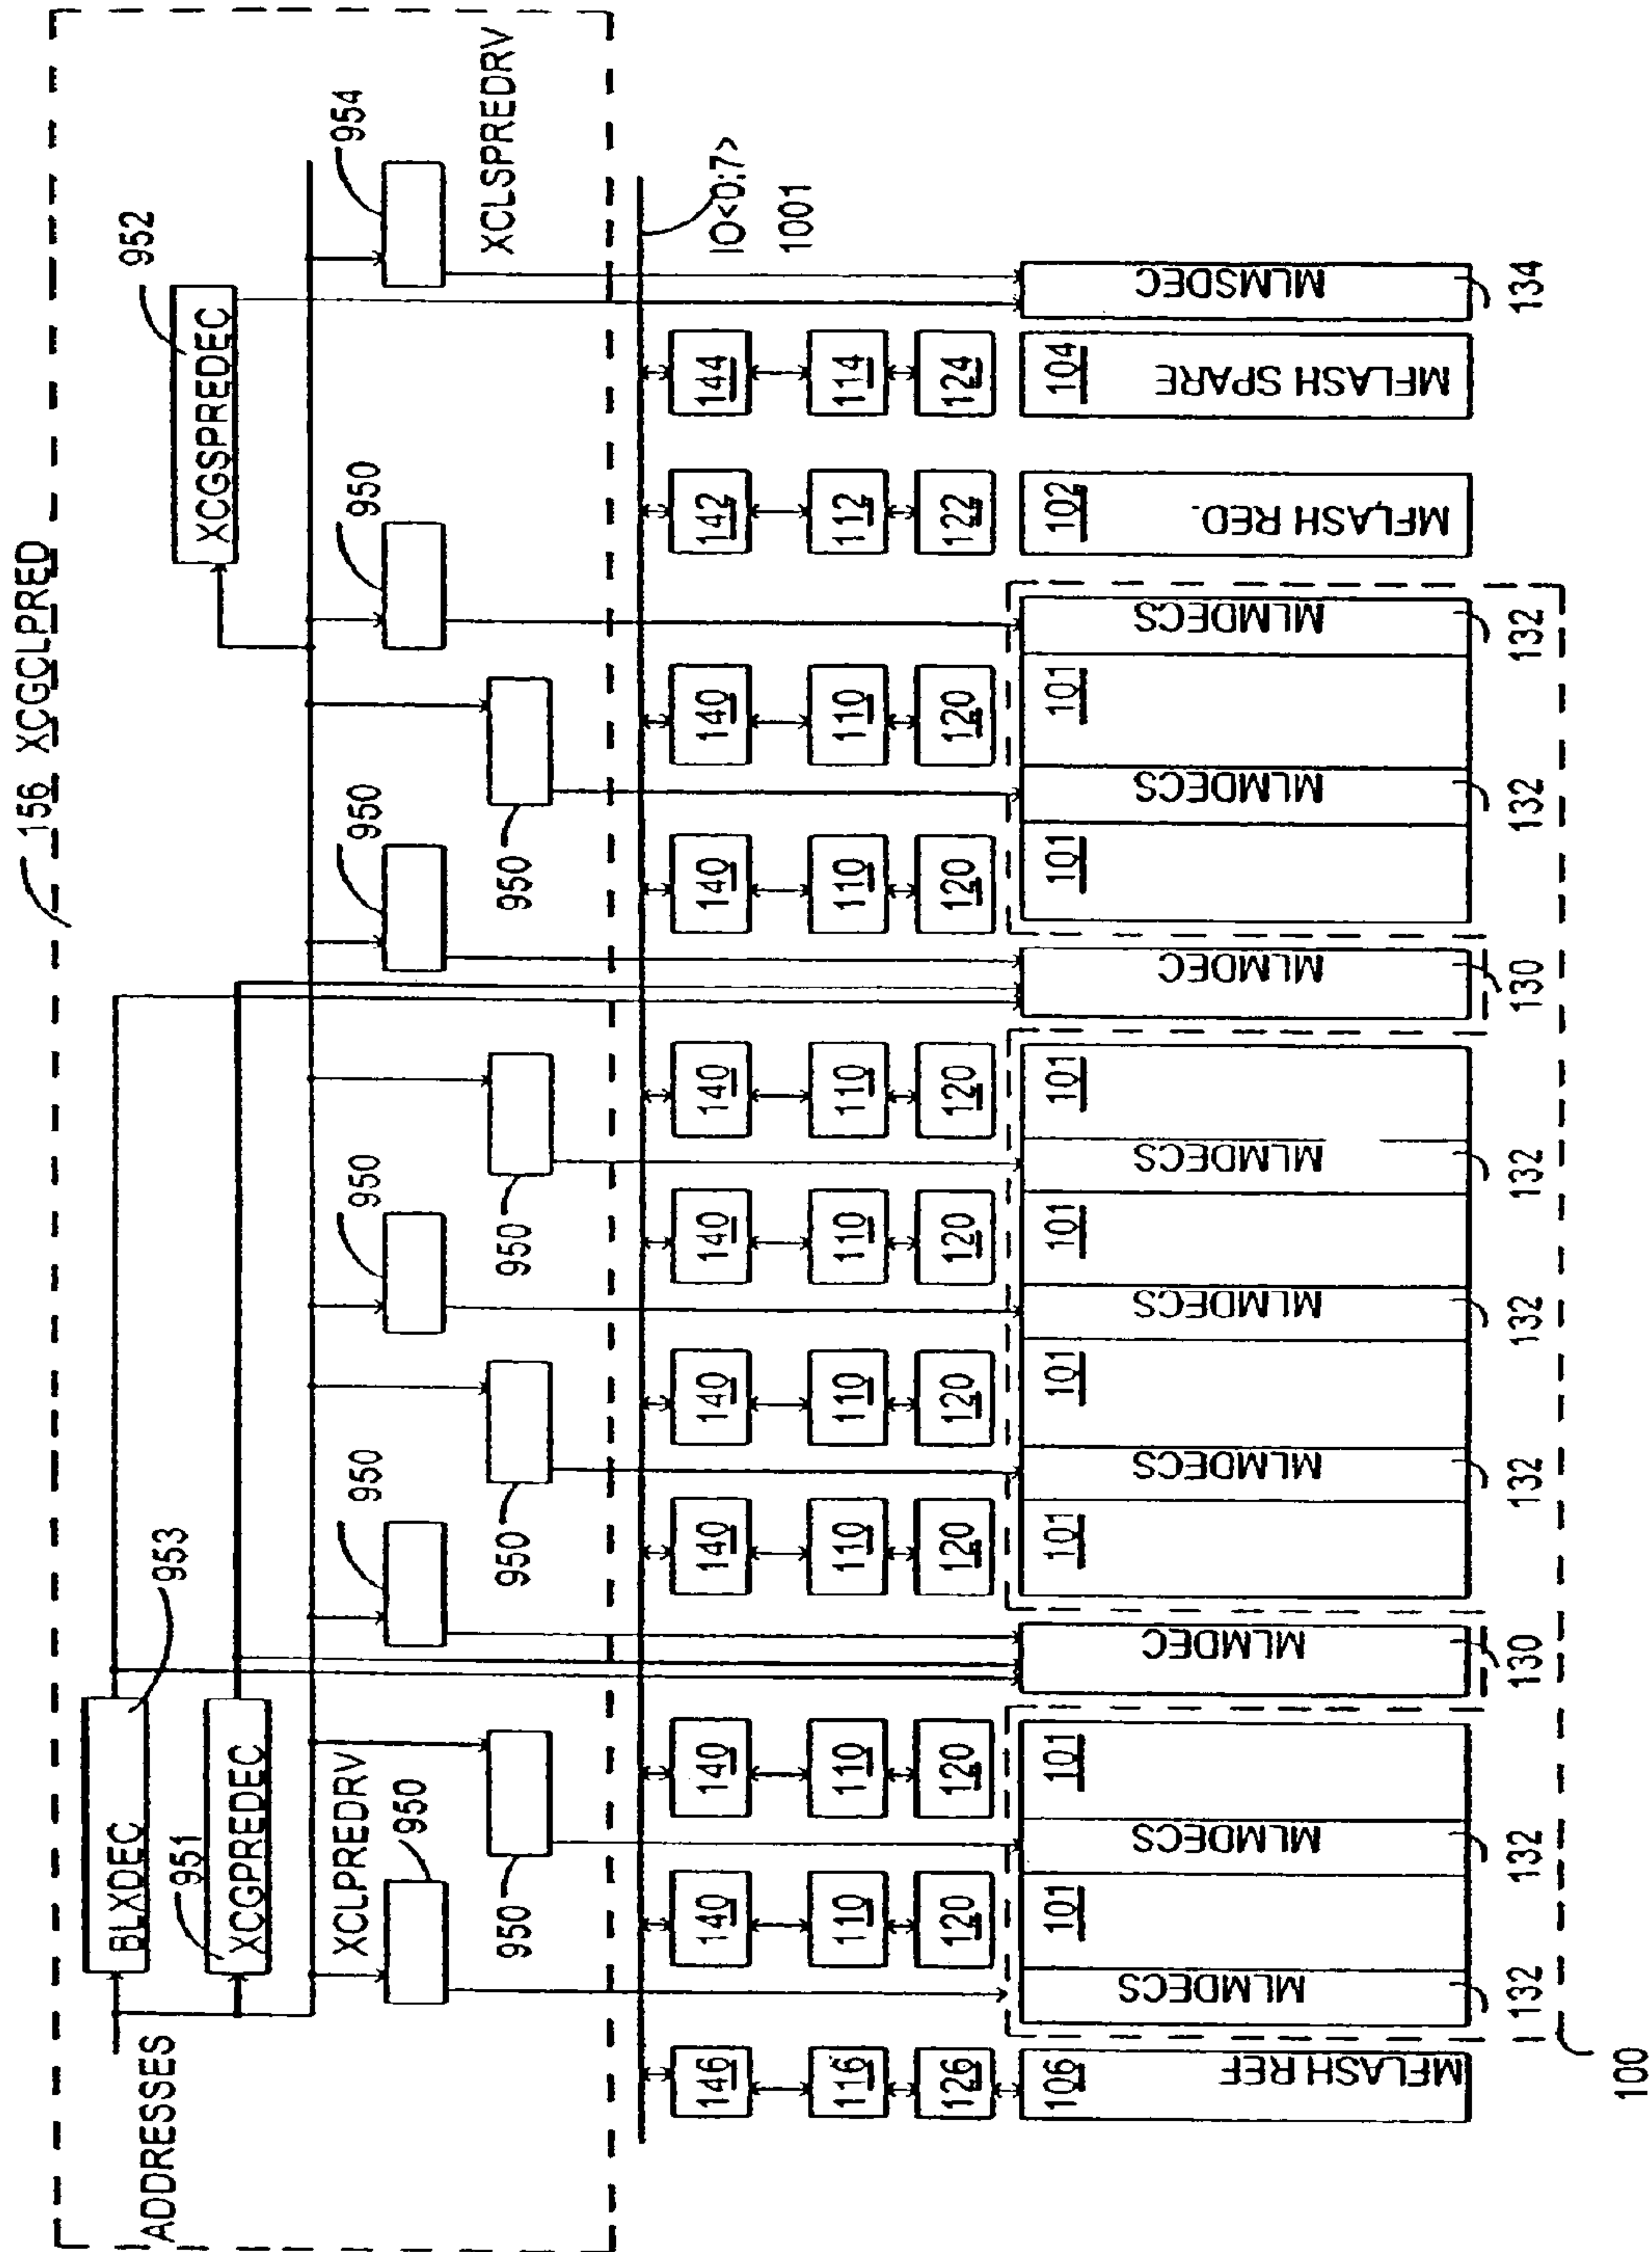 156 XCGCLPRED
ADDRESSES
BLXDEC
953
952
951
XCGPREDEC
XCGSPREDEC
XCLPREDRV
950
950
950
950
950
954
950
950
950
950
XCLSPREDRV
IO<0:7>
1001
146 140 140 140 140 140 140 140 140 142 144
116 110 110 110 110 110 110 110 110 112 114
126 120 120 120 120 120 120 120 120 122 124
106 101 101 101 101 101 101 101 101 102 104
MFLASH REF
MLMDECS
MLMDECS
MLMDEC
MLMDECS
MLMDECS
MLMDECS
MLMDEC
MLMDECS
MLMDECS
MFLASH RED.
MFLASH SPARE
MLMSDEC
132 132 130 132 132 132 130 132 132 134
100